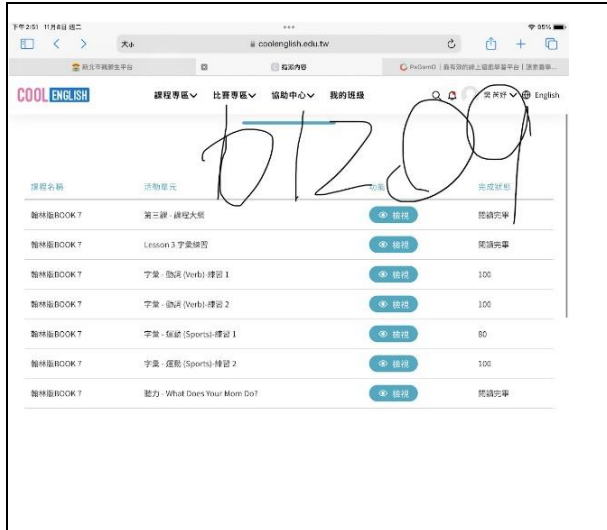 下午2:51 11月8日 週二 95%
大小 coolenglish.edu.tw
新北市親師生平台 指派內容 PaGamO | 最有效的線上遊戲學習平台 | 讓素養學...
COOL ENGLISH 課程專區 比賽專區 協助中心 我的班級 English
61209
課程名稱 活動單元 功能 完成狀態
翰林版BOOK 7 第三課 - 課程大綱 檢視 閱讀完畢
翰林版BOOK 7 Lesson 3 字彙練習 檢視 閱讀完畢
翰林版BOOK 7 字彙 - 動詞 (Verb)-練習 1 檢視 100
翰林版BOOK 7 字彙 - 動詞 (Verb)-練習 2 檢視 100
翰林版BOOK 7 字彙 - 運動 (Sports)-練習 1 檢視 80
翰林版BOOK 7 字彙 - 運動 (Sports)-練習 2 檢視 100
翰林版BOOK 7 聽力 - What Does Your Mom Do? 檢視 閱讀完畢